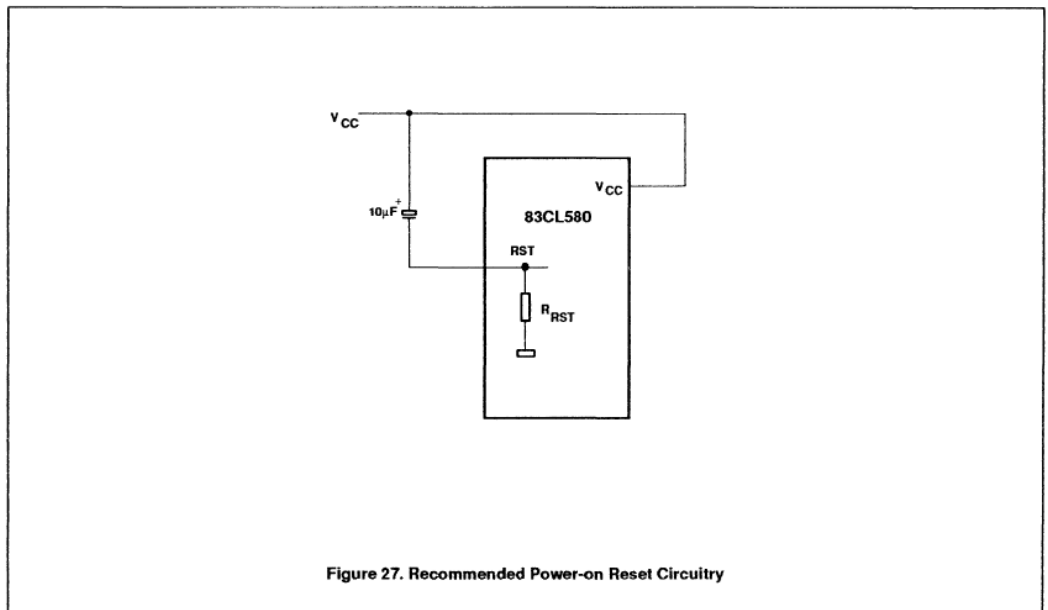 VCC
VCC
10μF +
83CL580
RST
RRST
Figure 27. Recommended Power-on Reset Circuitry